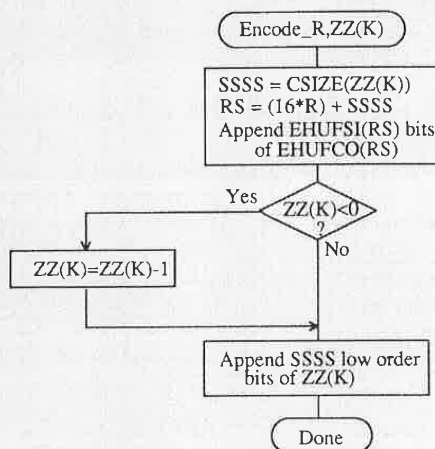 Encode_R,ZZ(K)
SSSS = CSIZE(ZZ(K))
RS = (16*R) + SSSS
Append EHUFSI(RS) bits
of EHUFCO(RS)
Yes
ZZ(K)<0
?
No
ZZ(K)=ZZ(K)-1
Append SSSS low order
bits of ZZ(K)
Done